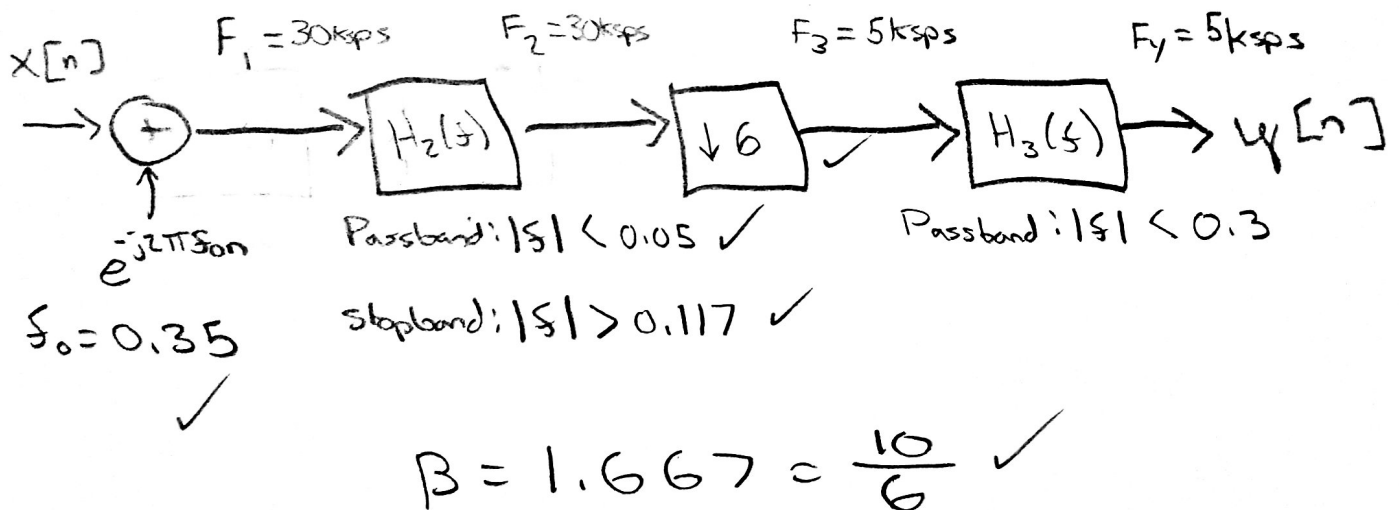 x[n] F₁ = 30ksps F₂ = 30ksps F₃ = 5ksps Fy = 5ksps
+ H₂(f) ↓6 ✓ H₃(f) y[n]
e^-j2πf₀n Passband: |f| < 0.05 ✓ Passband: |f| < 0.3
f₀ = 0.35 stopband: |f| > 0.117 ✓
✓
β = 1.667 = 10/6 ✓